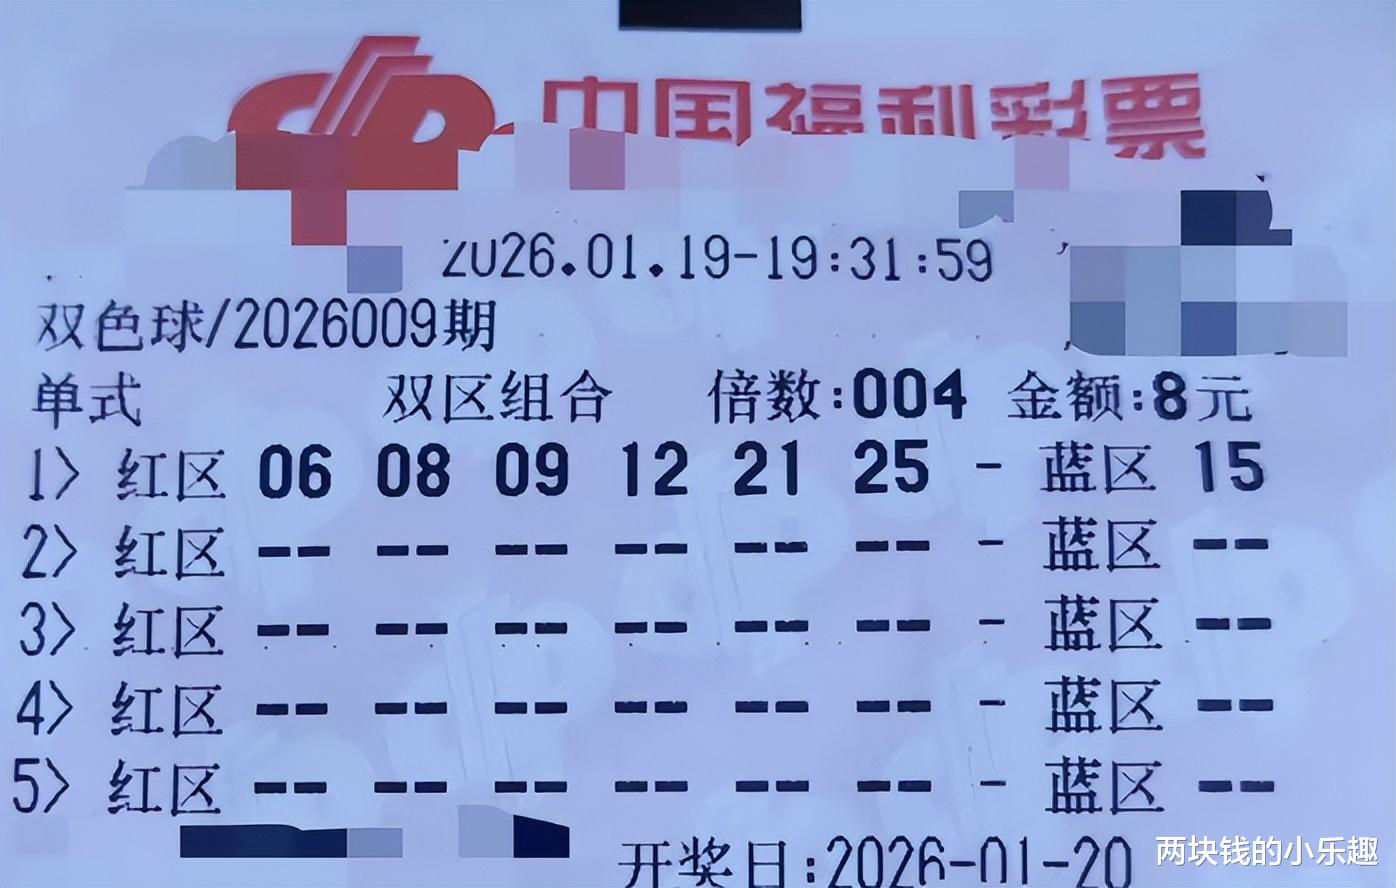 中国福利彩票
2026.01.19-19:31:59
双色球/2026009期
单式 双区组合 倍数:004 金额:8元
1> 红区 06 08 09 12 21 25 - 蓝区 15
2> 红区 -- -- -- -- -- -- - 蓝区 --
3> 红区 -- -- -- -- -- -- - 蓝区 --
4> 红区 -- -- -- -- -- -- - 蓝区 --
5> 红区 -- -- -- -- -- -- - 蓝区 --
开奖日:2026-01-20
两块钱的小乐趣